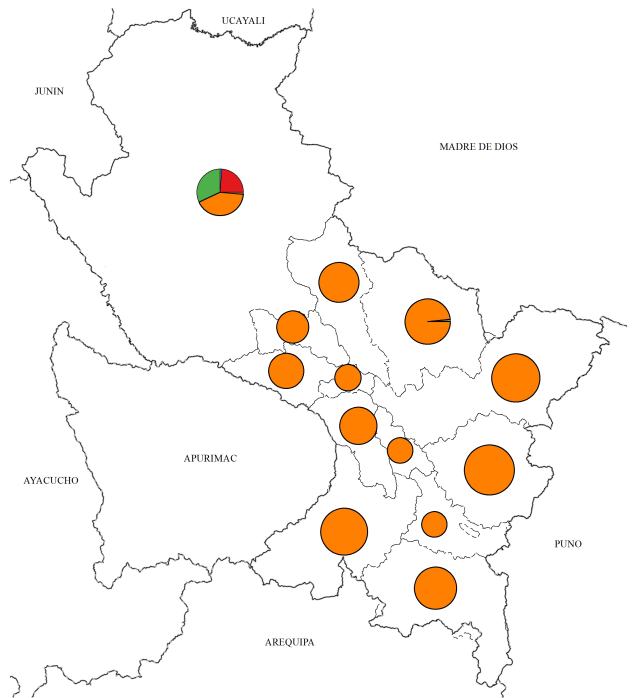 UCAYALI
JUNIN
MADRE DE DIOS
APURIMAC
AYACUCHO
PUNO
AREQUIPA